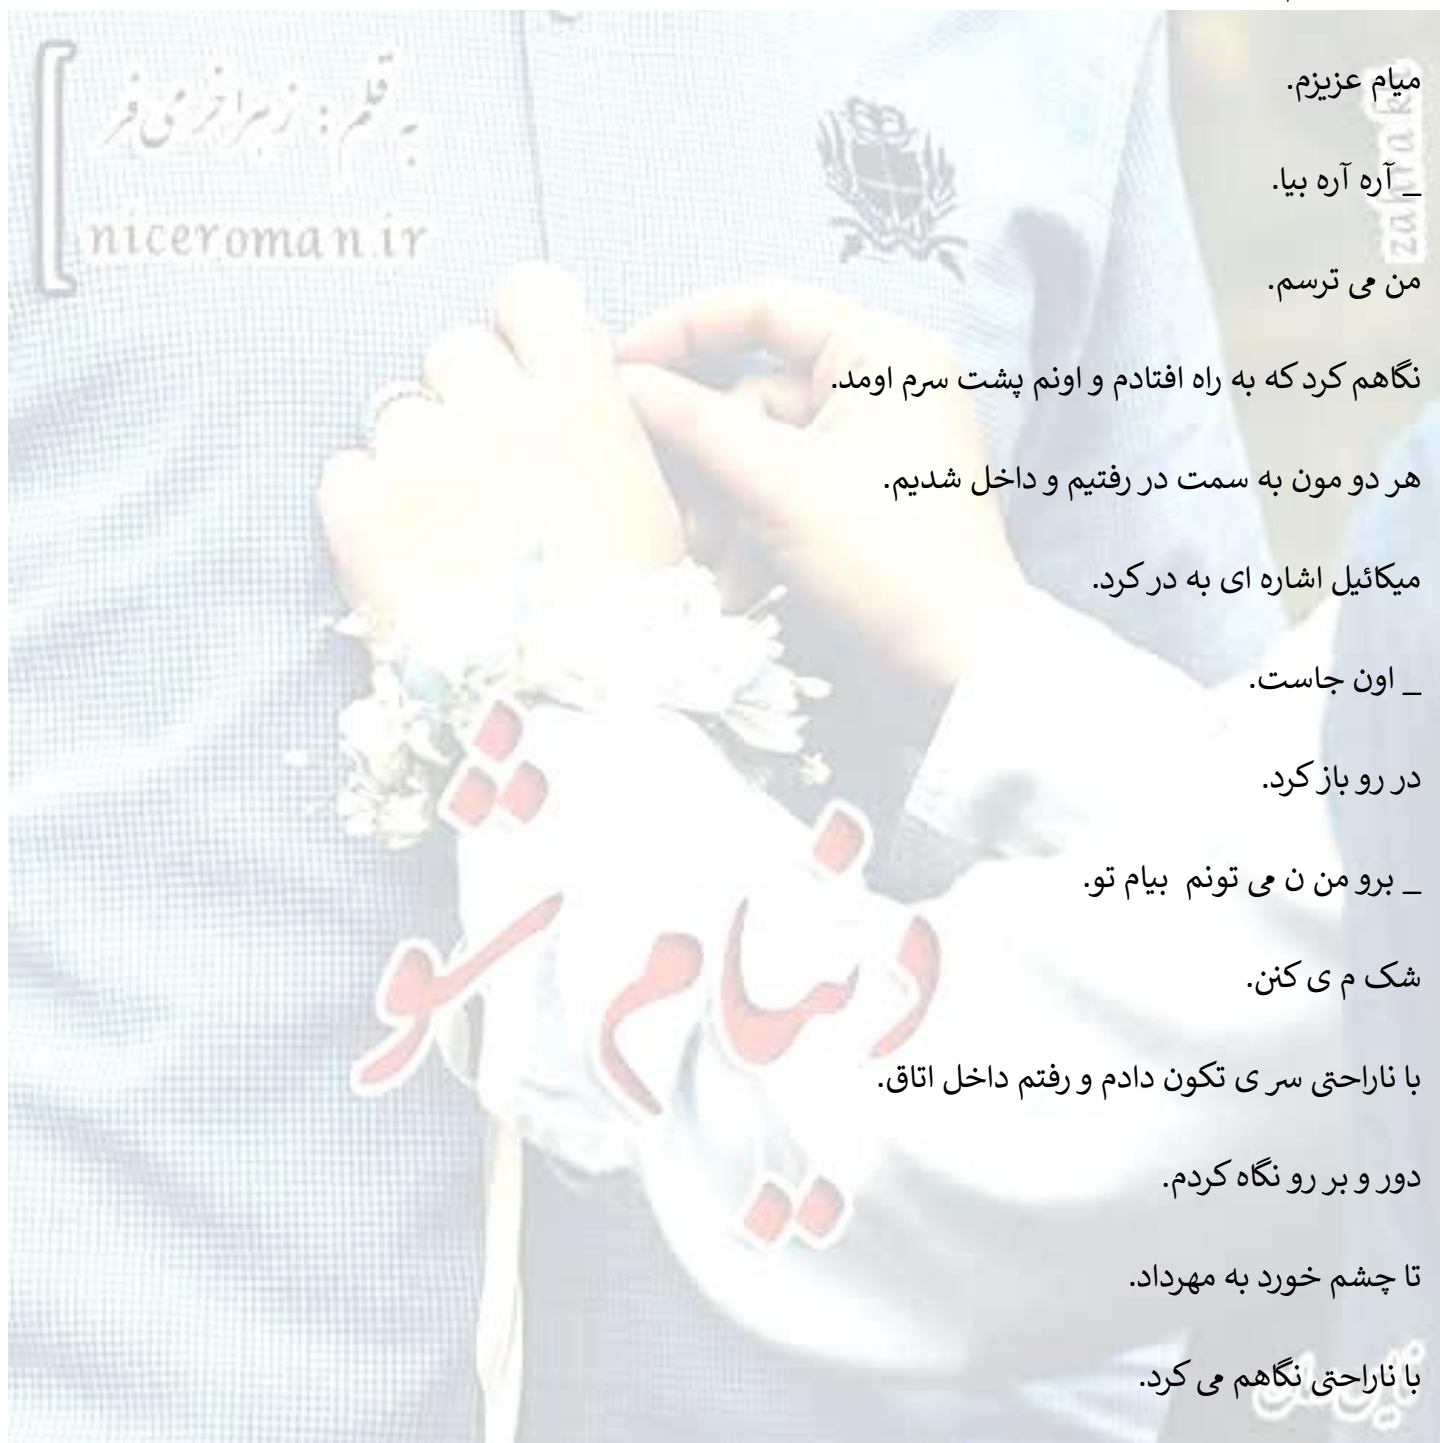 میام عزیزم.
_ آره آره بیا.
من می ترسم.
نگاهم کرد که به راه افتادم و اونم پشت سرم اومد.
هر دو مون به سمت در رفتیم و داخل شدیم.
میکائیل اشاره ای به در کرد.
_ اون جاست.
در رو باز کرد.
_ برو من ن می تونم  بیام تو.
شک م ی کنن.
با ناراحتی سر ی تکون دادم و رفتم داخل اتاق.
دور و بر رو نگاه کردم.
تا چشم خورد به مهرداد.
با ناراحتی نگاهم می کرد.
به قلم :
niceroman.ir
دنیام شو